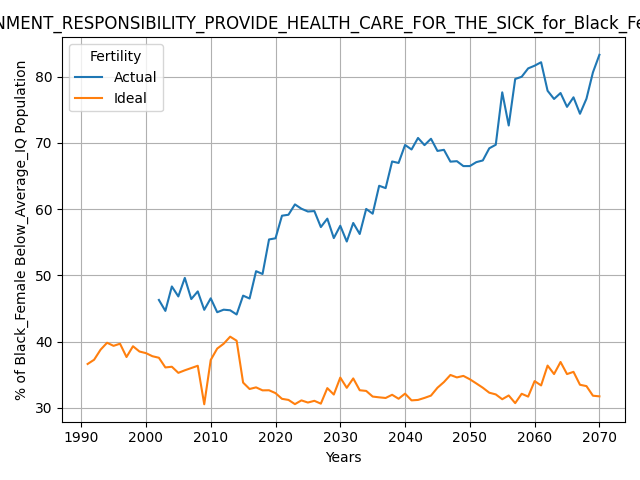 NMENT_RESPONSIBILITY_PROVIDE_HEALTH_CARE_FOR_THE_SICK_for_Black_Fe
Fertility
Actual
Ideal
% of Black_Female Below_Average_IQ Population
80
70
60
50
40
30
1990 2000 2010 2020 2030 2040 2050 2060 2070
Years